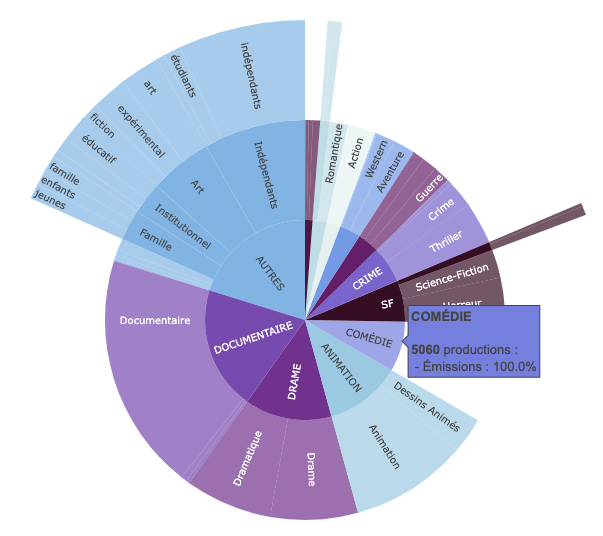 indépendants
étudiants
art
expérimental
fiction
éducatif
famille
enfants
jeunes
Indépendants
Art
Institutionnel
Famille
AUTRES
Romantique
Action
Western
Aventure
Guerre
Crime
Thriller
CRIME
Science-Fiction
Horreur
SF
COMÉDIE
COMÉDIE
5060 productions :
- Émissions : 100.0%
Documentaire
DOCUMENTAIRE
DRAME
ANIMATION
Dessins Animés
Animation
Dramatique
Drame